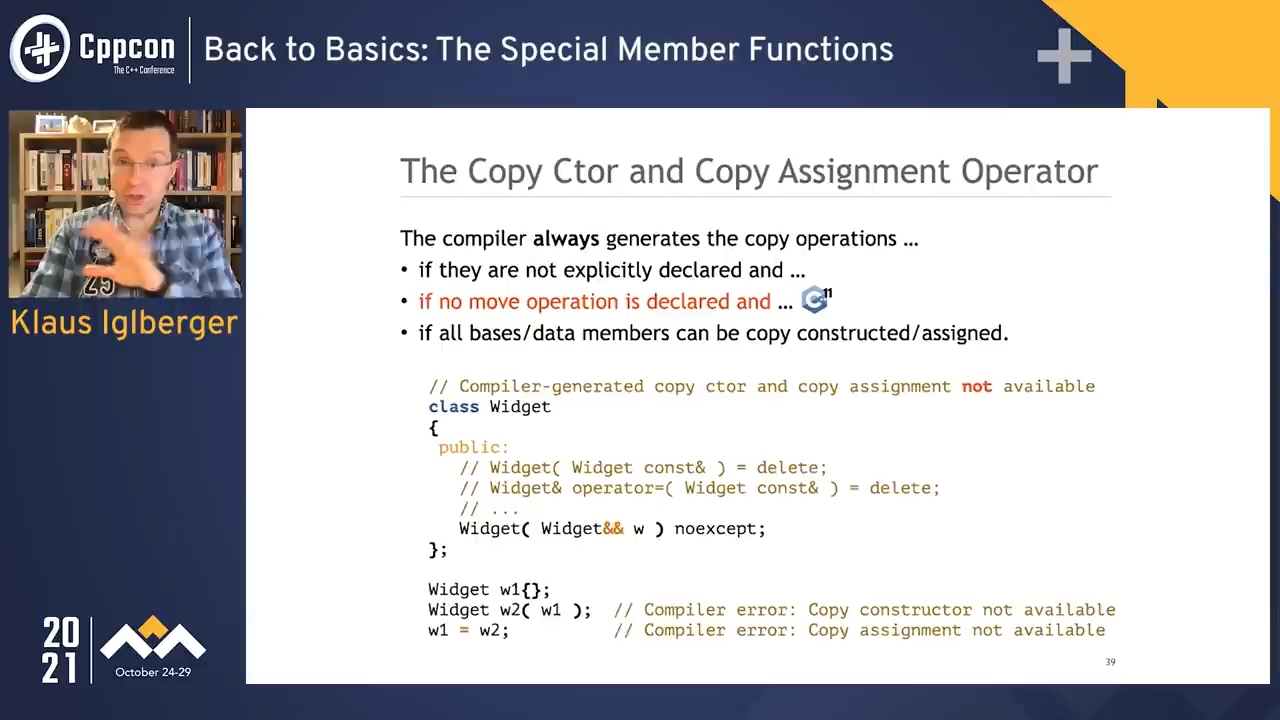 Cppcon
The C++ Conference
Back to Basics: The Special Member Functions
Klaus Iglberger
The Copy Ctor and Copy Assignment Operator
The compiler always generates the copy operations …
• if they are not explicitly declared and …
• if no move operation is declared and … C++ 11
• if all bases/data members can be copy constructed/assigned.
// Compiler-generated copy ctor and copy assignment not available
class Widget
{
public:
// Widget( Widget const& ) = delete;
// Widget& operator=( Widget const& ) = delete;
// ...
Widget( Widget&& w ) noexcept;
};
Widget w1{};
Widget w2( w1 ); // Compiler error: Copy constructor not available
w1 = w2; // Compiler error: Copy assignment not available
39
20
21
October 24-29
25